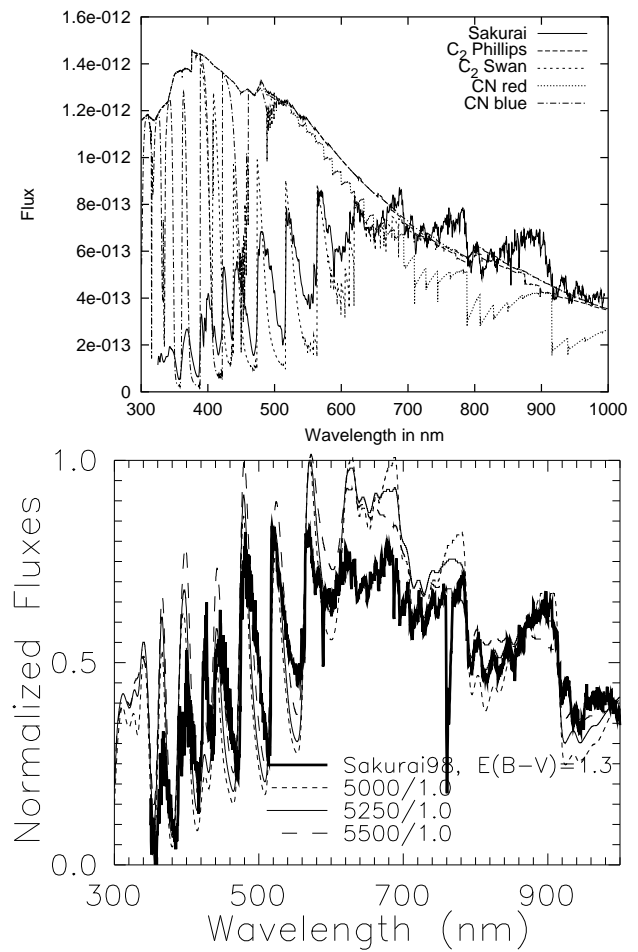 1.6e-012
1.4e-012
1.2e-012
1e-012
8e-013
6e-013
4e-013
2e-013
0
Flux
Sakurai
C2 Phillips
C2 Swan
CN red
CN blue
300 400 500 600 700 800 900 1000
Wavelength in nm
1.0
0.5
0.0
Normalized Fluxes
Sakurai98, E(B−V)=1.3
5000/1.0
5250/1.0
5500/1.0
300 500 700 900
Wavelength (nm)